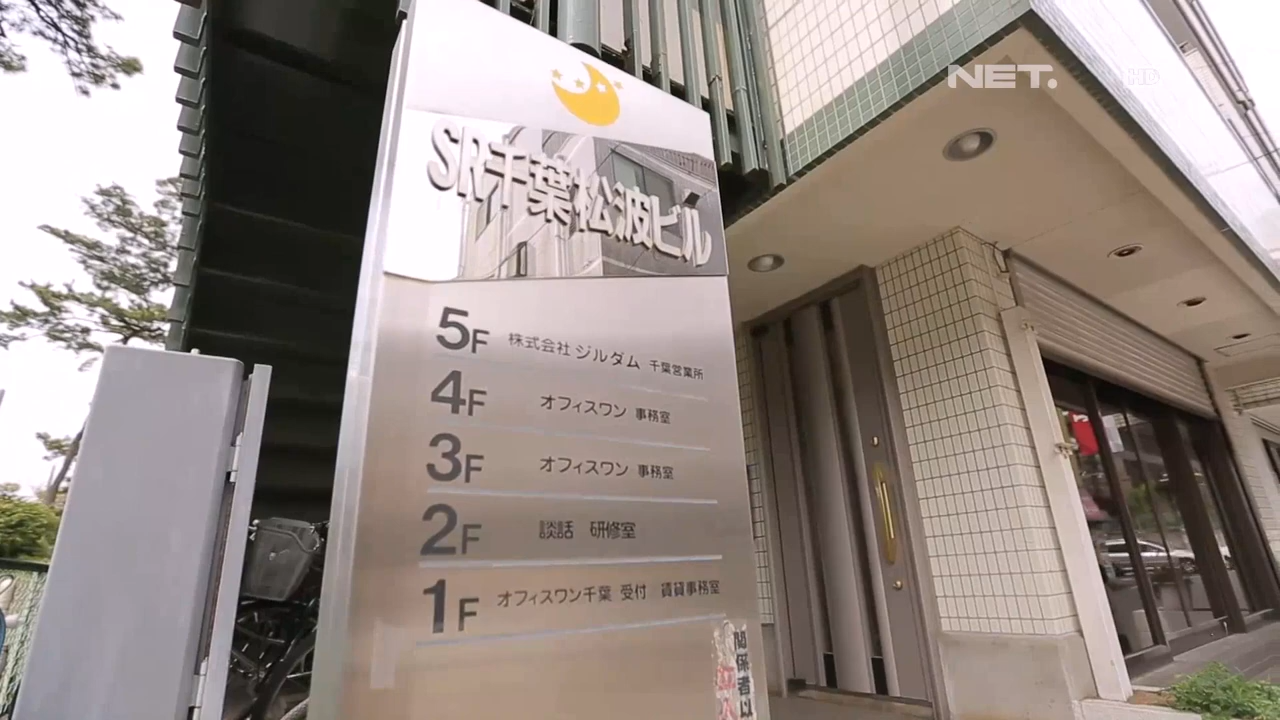 NET. HD
SR千葉松波ビル
5F 株式会社ジルダム 千葉営業所
4F オフィスワン 事務室
3F オフィスワン 事務室
2F 談話 研修室
1F オフィスワン千葉 受付 賃貸事務室
関係者以